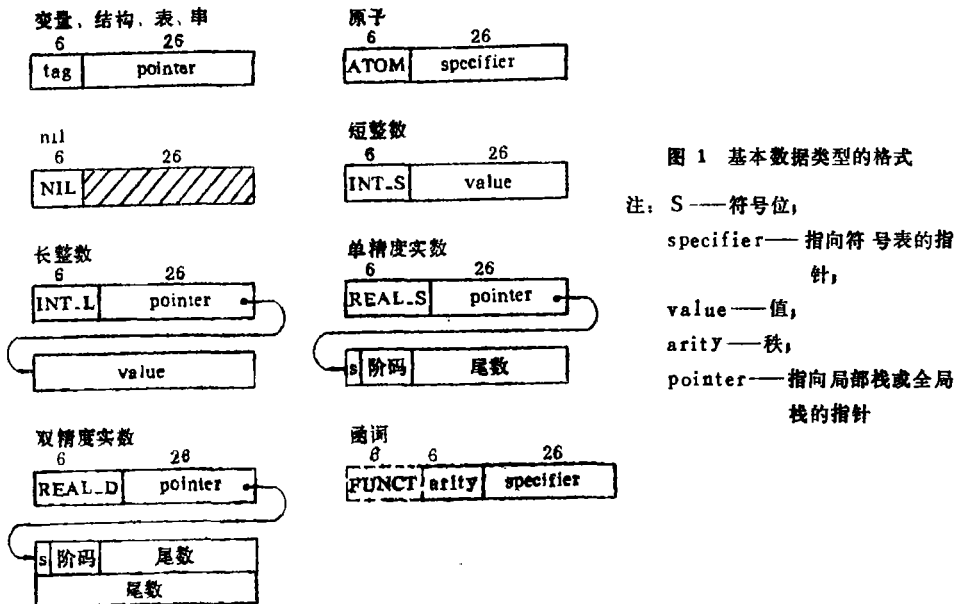 变量、结构、表、串
6 26
tag pointer
原子
6 26
ATOM specifier
nil
6 26
NIL
短整数
6 26
INT_S value
长整数
6 26
INT_L pointer
value
单精度实数
6 26
REAL_S pointer
s 阶码 尾数
双精度实数
6 26
REAL_D pointer
s 阶码 尾数
尾数
函词
6 6 26
FUNCT arity specifier
图 1 基本数据类型的格式
注: S——符号位;
specifier——指向符号表的指
针;
value——值;
arity——秩;
pointer——指向局部栈或全局
栈的指针